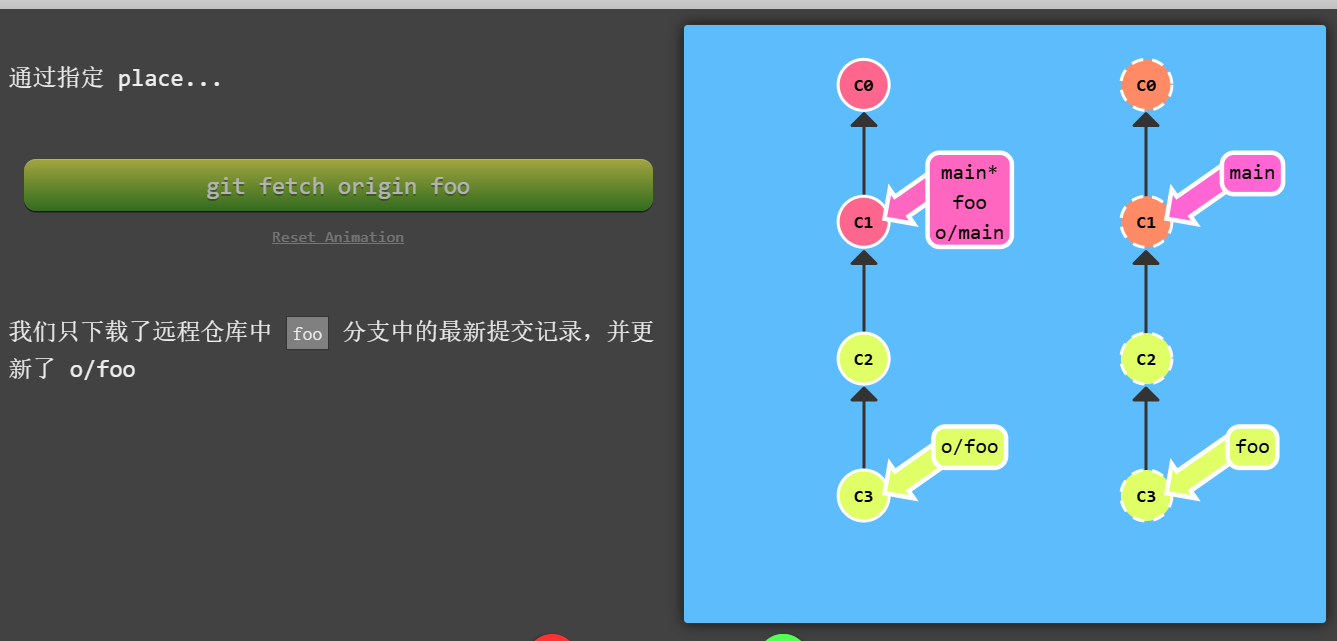 通过指定 place...
git fetch origin foo
Reset Animation
我们只下载了远程仓库中 foo 分支中的最新提交记录，并更
新了 o/foo
C0
C0
main*
foo
o/main
main
C1
C1
C2
C2
o/foo
foo
C3
C3